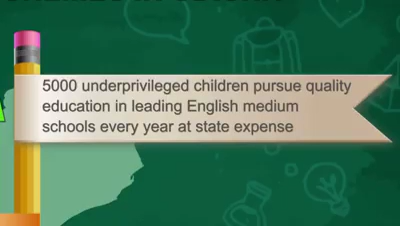 5000 underprivileged children pursue quality
education in leading English medium
schools every year at state expense